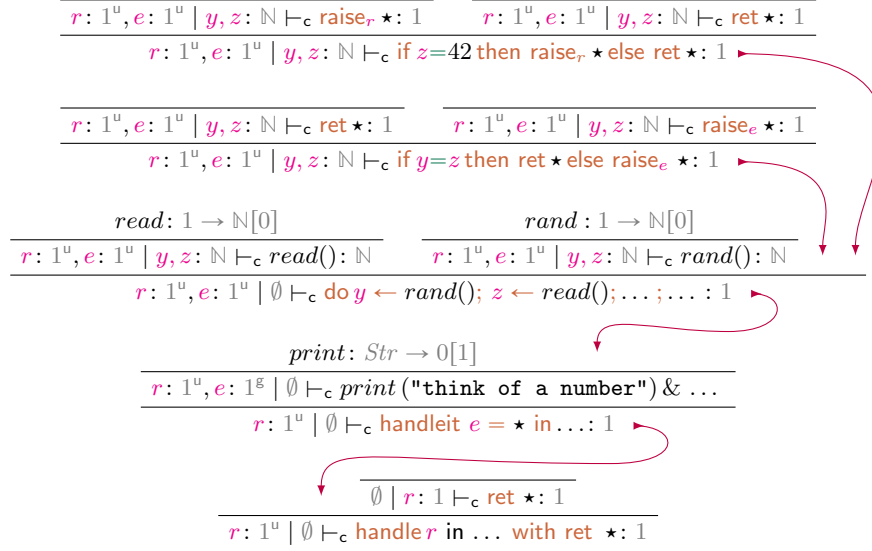 r: 1ᵘ, e: 1ᵘ | y, z: ℕ ⊢c raiseᵣ ⋆: 1 r: 1ᵘ, e: 1ᵘ | y, z: ℕ ⊢c ret ⋆: 1
r: 1ᵘ, e: 1ᵘ | y, z: ℕ ⊢c if z=42 then raiseᵣ ⋆ else ret ⋆: 1
r: 1ᵘ, e: 1ᵘ | y, z: ℕ ⊢c ret ⋆: 1 r: 1ᵘ, e: 1ᵘ | y, z: ℕ ⊢c raiseₑ ⋆: 1
r: 1ᵘ, e: 1ᵘ | y, z: ℕ ⊢c if y=z then ret ⋆ else raiseₑ ⋆: 1
read: 1 → ℕ[0] rand : 1 → ℕ[0]
r: 1ᵘ, e: 1ᵘ | y, z: ℕ ⊢c read(): ℕ r: 1ᵘ, e: 1ᵘ | y, z: ℕ ⊢c rand(): ℕ
r: 1ᵘ, e: 1ᵘ | ∅ ⊢c do y ← rand(); z ← read(); … ; … : 1
print: Str → 0[1]
r: 1ᵘ, e: 1ᵍ | ∅ ⊢c print ("think of a number") & …
r: 1ᵘ | ∅ ⊢c handleit e = ⋆ in …: 1
∅ | r: 1 ⊢c ret ⋆: 1
r: 1ᵘ | ∅ ⊢c handle r in … with ret ⋆: 1